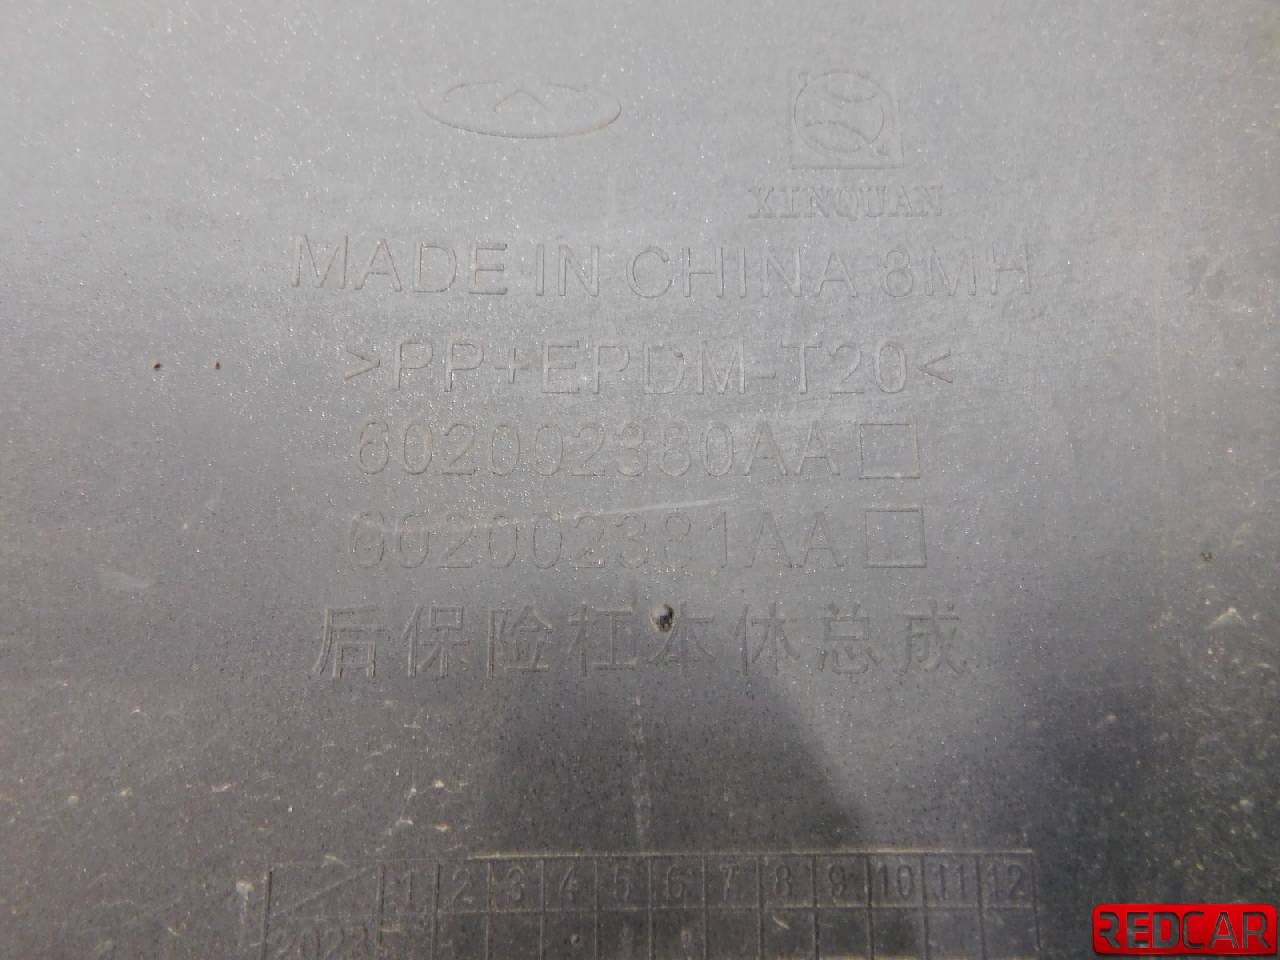 XINQUAN
MADE IN CHINA 8MH
>PP+EPDM-T20<
602002380AA
602002381AA
后保险杠本体总成
1 2 3 4 5 6 7 8 9 10 11 12
2023
REDCAR